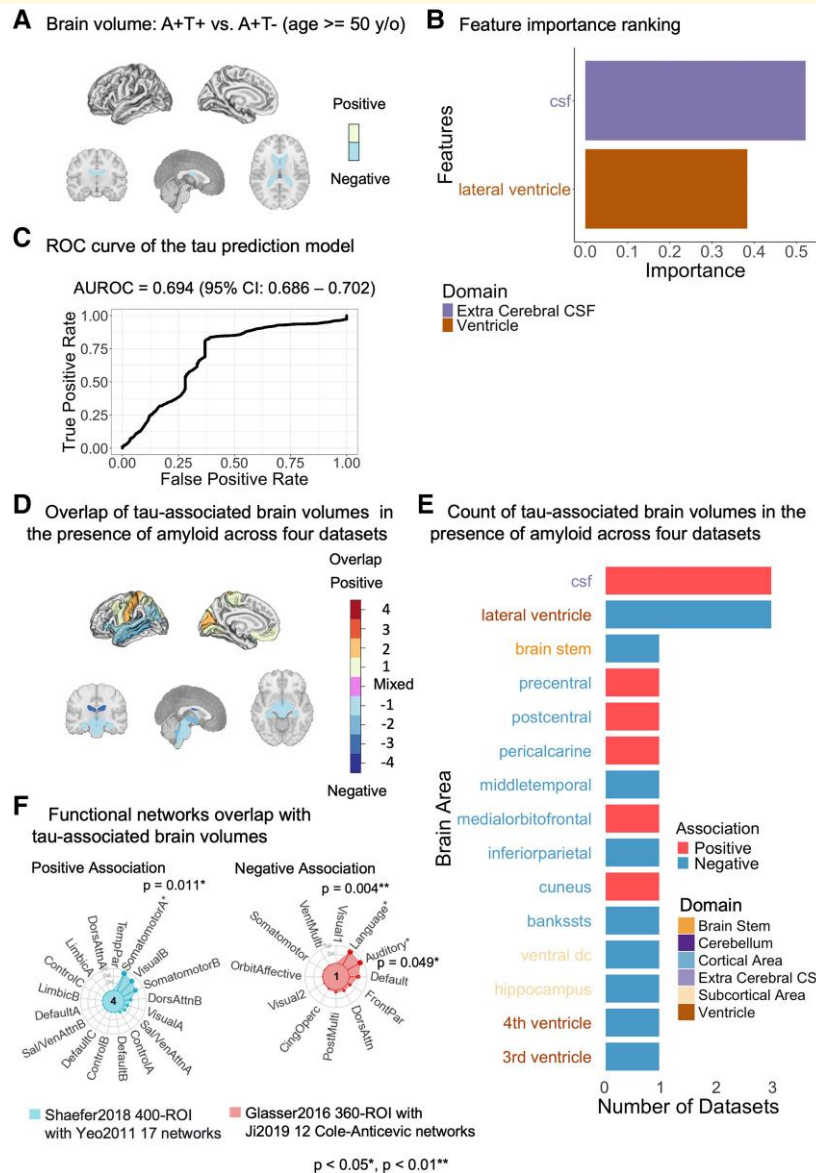 A Brain volume: A+T+ vs. A+T- (age >= 50 y/o)
Positive
Negative
B Feature importance ranking
Features
csf
lateral ventricle
0.0 0.1 0.2 0.3 0.4 0.5
Importance
Domain
Extra Cerebral CSF
Ventricle
C ROC curve of the tau prediction model
AUROC = 0.694 (95% CI: 0.686 – 0.702)
True Positive Rate
1.00
0.75
0.50
0.25
0.00
0.00 0.25 0.50 0.75 1.00
False Positive Rate
D Overlap of tau-associated brain volumes in
the presence of amyloid across four datasets
Overlap
Positive
4
3
2
1
Mixed
-1
-2
-3
-4
Negative
E Count of tau-associated brain volumes in the
presence of amyloid across four datasets
Brain Area
csf
lateral ventricle
brain stem
precentral
postcentral
pericalcarine
middletemporal
medialorbitofrontal
inferiorparietal
cuneus
bankssts
ventral dc
hippocampus
4th ventricle
3rd ventricle
0 1 2 3
Number of Datasets
Association
Positive
Negative
Domain
Brain Stem
Cerebellum
Cortical Area
Extra Cerebral CS
Subcortical Area
Ventricle
F Functional networks overlap with
tau-associated brain volumes
Positive Association
p = 0.011*
TempPar
SomatomotorA*
VisualB
SomatomotorB
DorsAttnB
VisualA
Sal/VenAttnA
ControlA
DefaultB
ControlB
DefaultC
Sal/VenAttnB
DefaultA
LimbicB
ControlC
LimbicA
DorsAttnA
4
Negative Association
p = 0.004**
p = 0.049*
Visual1
Language*
Auditory*
Default
FrontPar
DorsAttn
PostMulti
CingOperc
Visual2
OrbitAffective
Somatomotor
VentMulti
1
Shaefer2018 400-ROI
with Yeo2011 17 networks
Glasser2016 360-ROI with
Ji2019 12 Cole-Anticevic networks
p < 0.05*, p < 0.01**